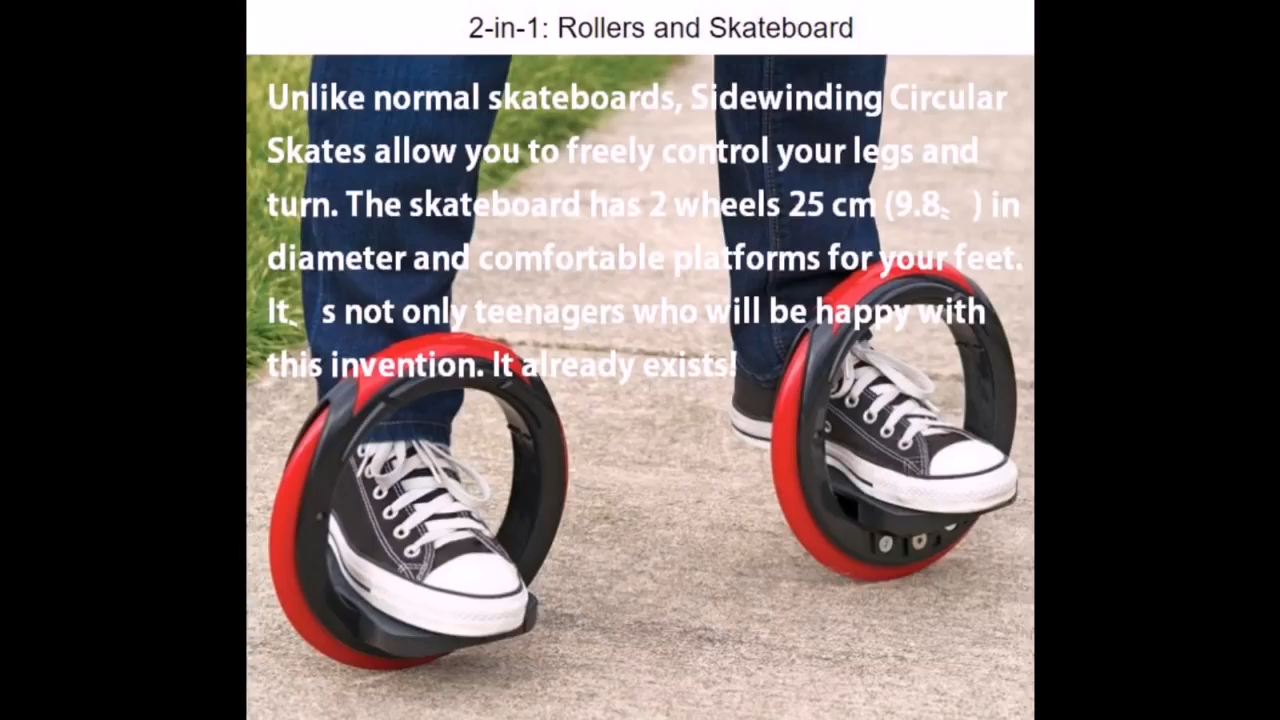 2-in-1: Rollers and Skateboard
Unlike normal skateboards, Sidewinding Circular
Skates allow you to freely control your legs and
turn. The skateboard has 2 wheels 25 cm (9.8〟) in
diameter and comfortable platforms for your feet.
It、s not only teenagers who will be happy with
this invention. It already exists!